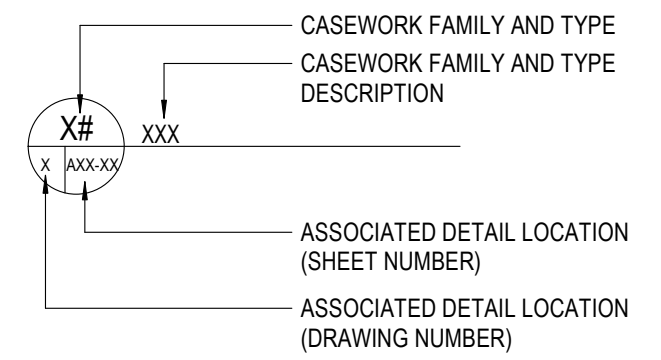 CASEWORK FAMILY AND TYPE
CASEWORK FAMILY AND TYPE
DESCRIPTION
X#
XXX
X
AXX-XX
ASSOCIATED DETAIL LOCATION
(SHEET NUMBER)
ASSOCIATED DETAIL LOCATION
(DRAWING NUMBER)